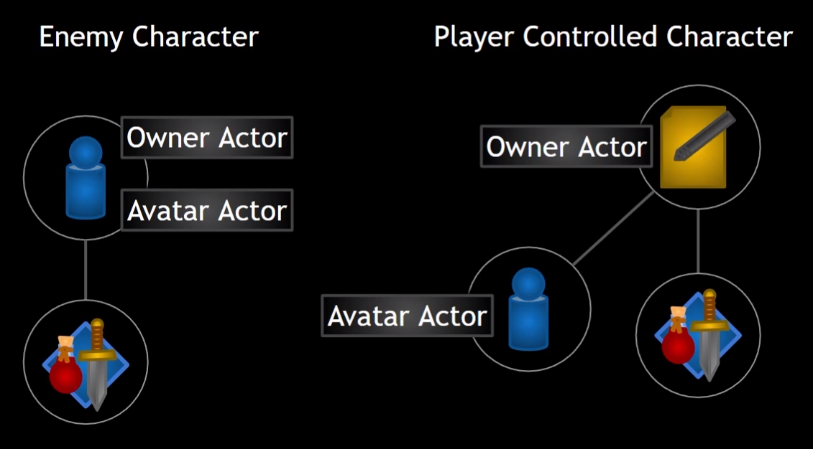 Enemy Character
Player Controlled Character
Owner Actor
Avatar Actor
Owner Actor
Avatar Actor